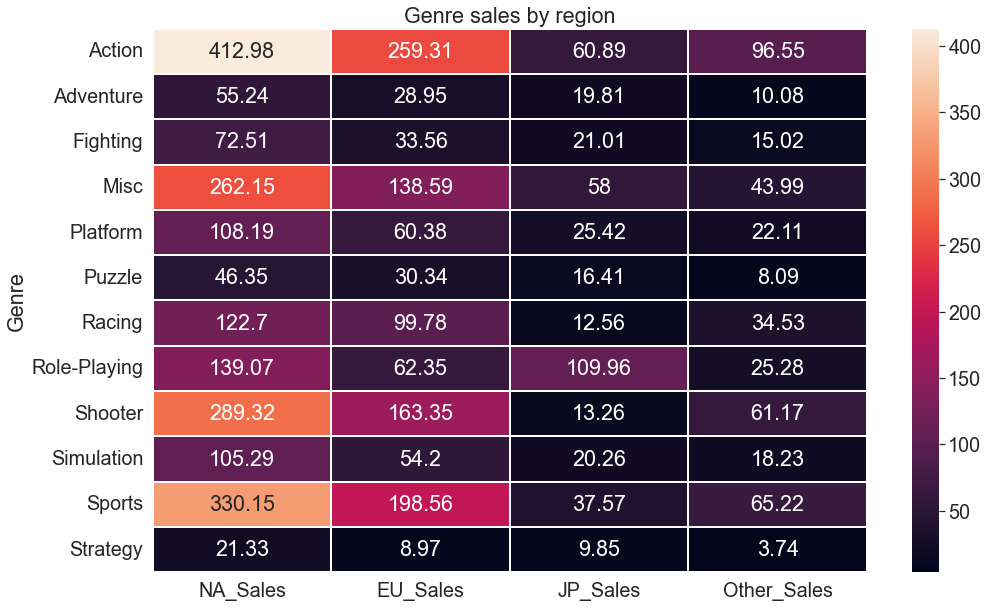 Genre sales by region
Genre
Action 412.98 259.31 60.89 96.55
Adventure 55.24 28.95 19.81 10.08
Fighting 72.51 33.56 21.01 15.02
Misc 262.15 138.59 58 43.99
Platform 108.19 60.38 25.42 22.11
Puzzle 46.35 30.34 16.41 8.09
Racing 122.7 99.78 12.56 34.53
Role-Playing 139.07 62.35 109.96 25.28
Shooter 289.32 163.35 13.26 61.17
Simulation 105.29 54.2 20.26 18.23
Sports 330.15 198.56 37.57 65.22
Strategy 21.33 8.97 9.85 3.74
NA_Sales EU_Sales JP_Sales Other_Sales
400
350
300
250
200
150
100
50